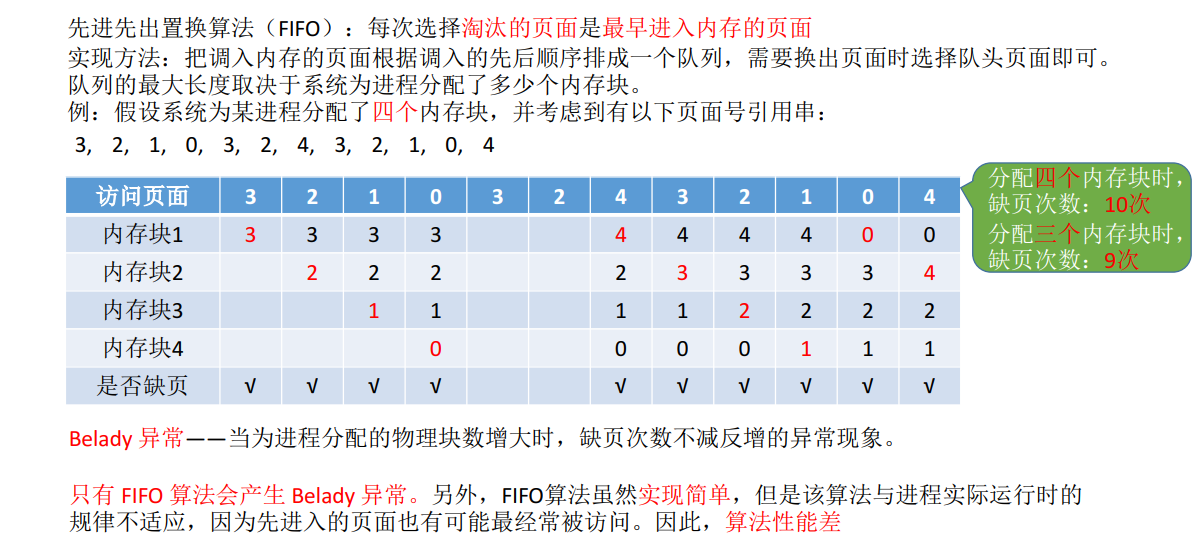 先进先出置换算法（FIFO）：每次选择淘汰的页面是最早进入内存的页面
实现方法：把调入内存的页面根据调入的先后顺序排成一个队列，需要换出页面时选择队头页面即可。
队列的最大长度取决于系统为进程分配了多少个内存块。
例：假设系统为某进程分配了四个内存块，并考虑到有以下页面号引用串：
3, 2, 1, 0, 3, 2, 4, 3, 2, 1, 0, 4
访问页面 3 2 1 0 3 2 4 3 2 1 0 4
内存块1 3 3 3 3 4 4 4 4 0 0
内存块2 2 2 2 2 3 3 3 3 4
内存块3 1 1 1 1 2 2 2 2
内存块4 0 0 0 0 1 1 1
是否缺页 √ √ √ √ √ √ √ √ √ √
分配四个内存块时，
缺页次数：10次
分配三个内存块时，
缺页次数：9次
Belady 异常——当为进程分配的物理块数增大时，缺页次数不减反增的异常现象。
只有 FIFO 算法会产生 Belady 异常。另外，FIFO算法虽然实现简单，但是该算法与进程实际运行时的
规律不适应，因为先进入的页面也有可能最经常被访问。因此，算法性能差